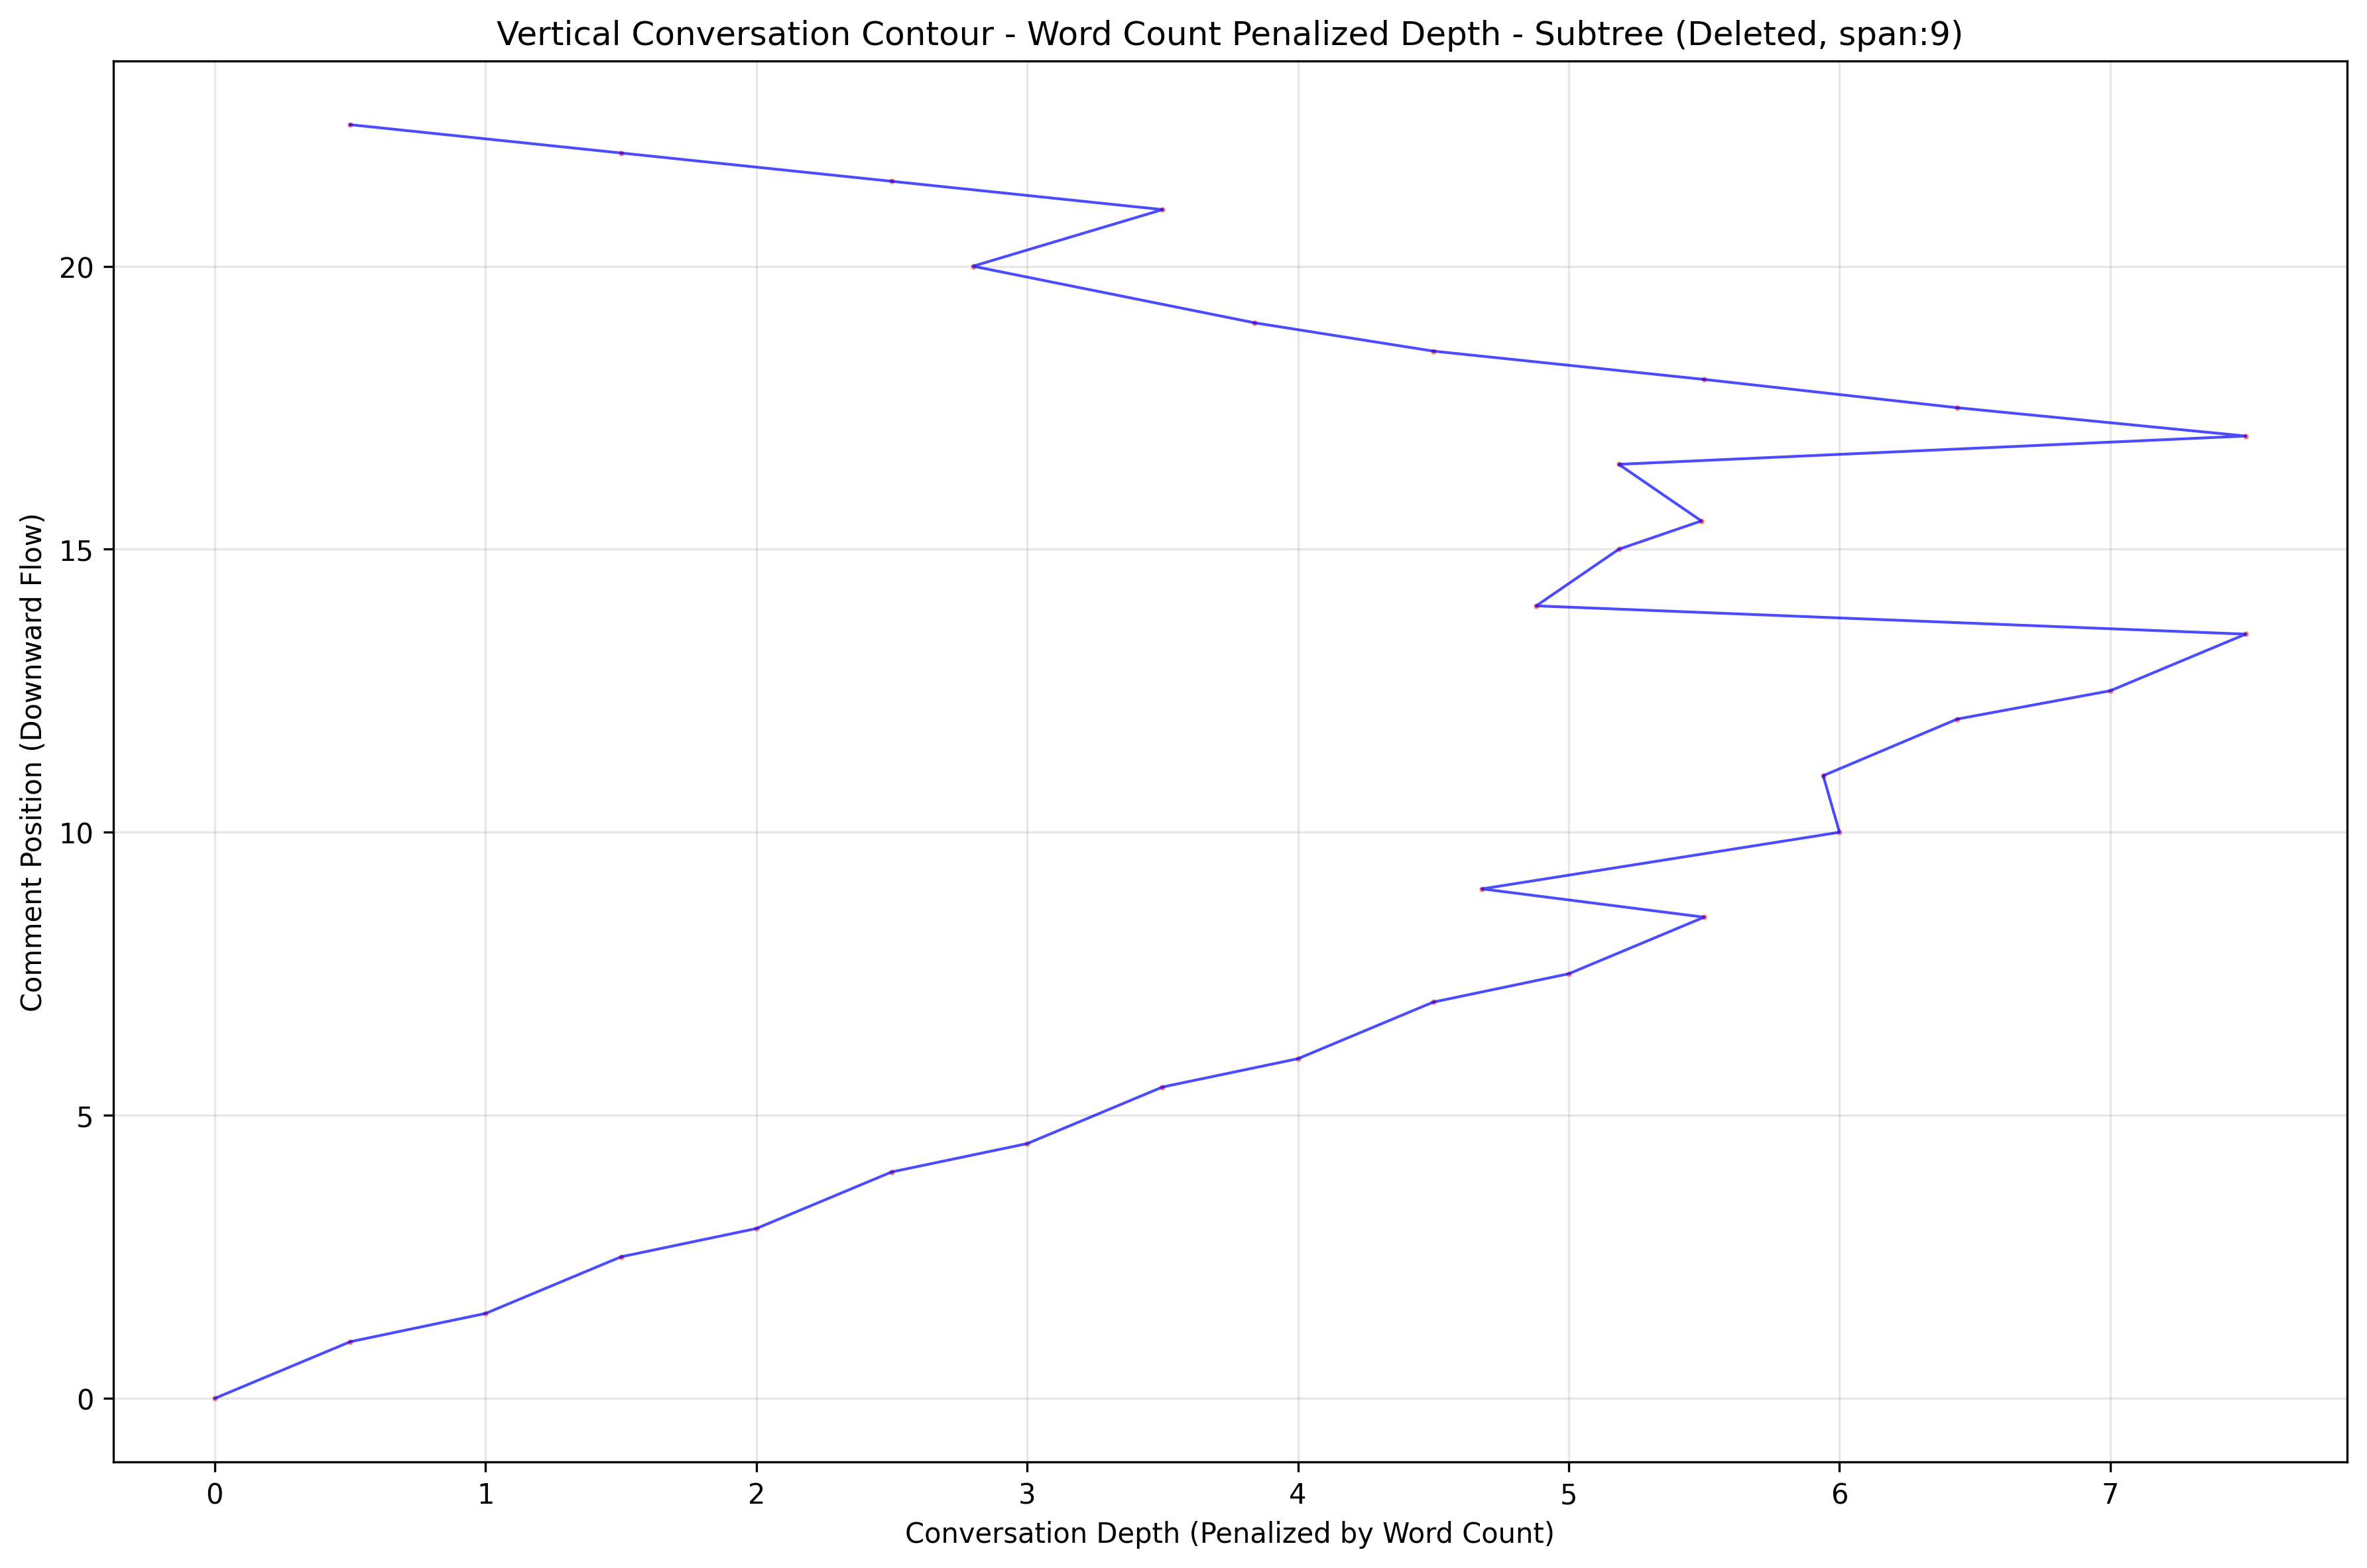 Vertical Conversation Contour - Word Count Penalized Depth - Subtree (Deleted, span:9)
Comment Position (Downward Flow)
20
15
10
5
0
0 1 2 3 4 5 6 7
Conversation Depth (Penalized by Word Count)